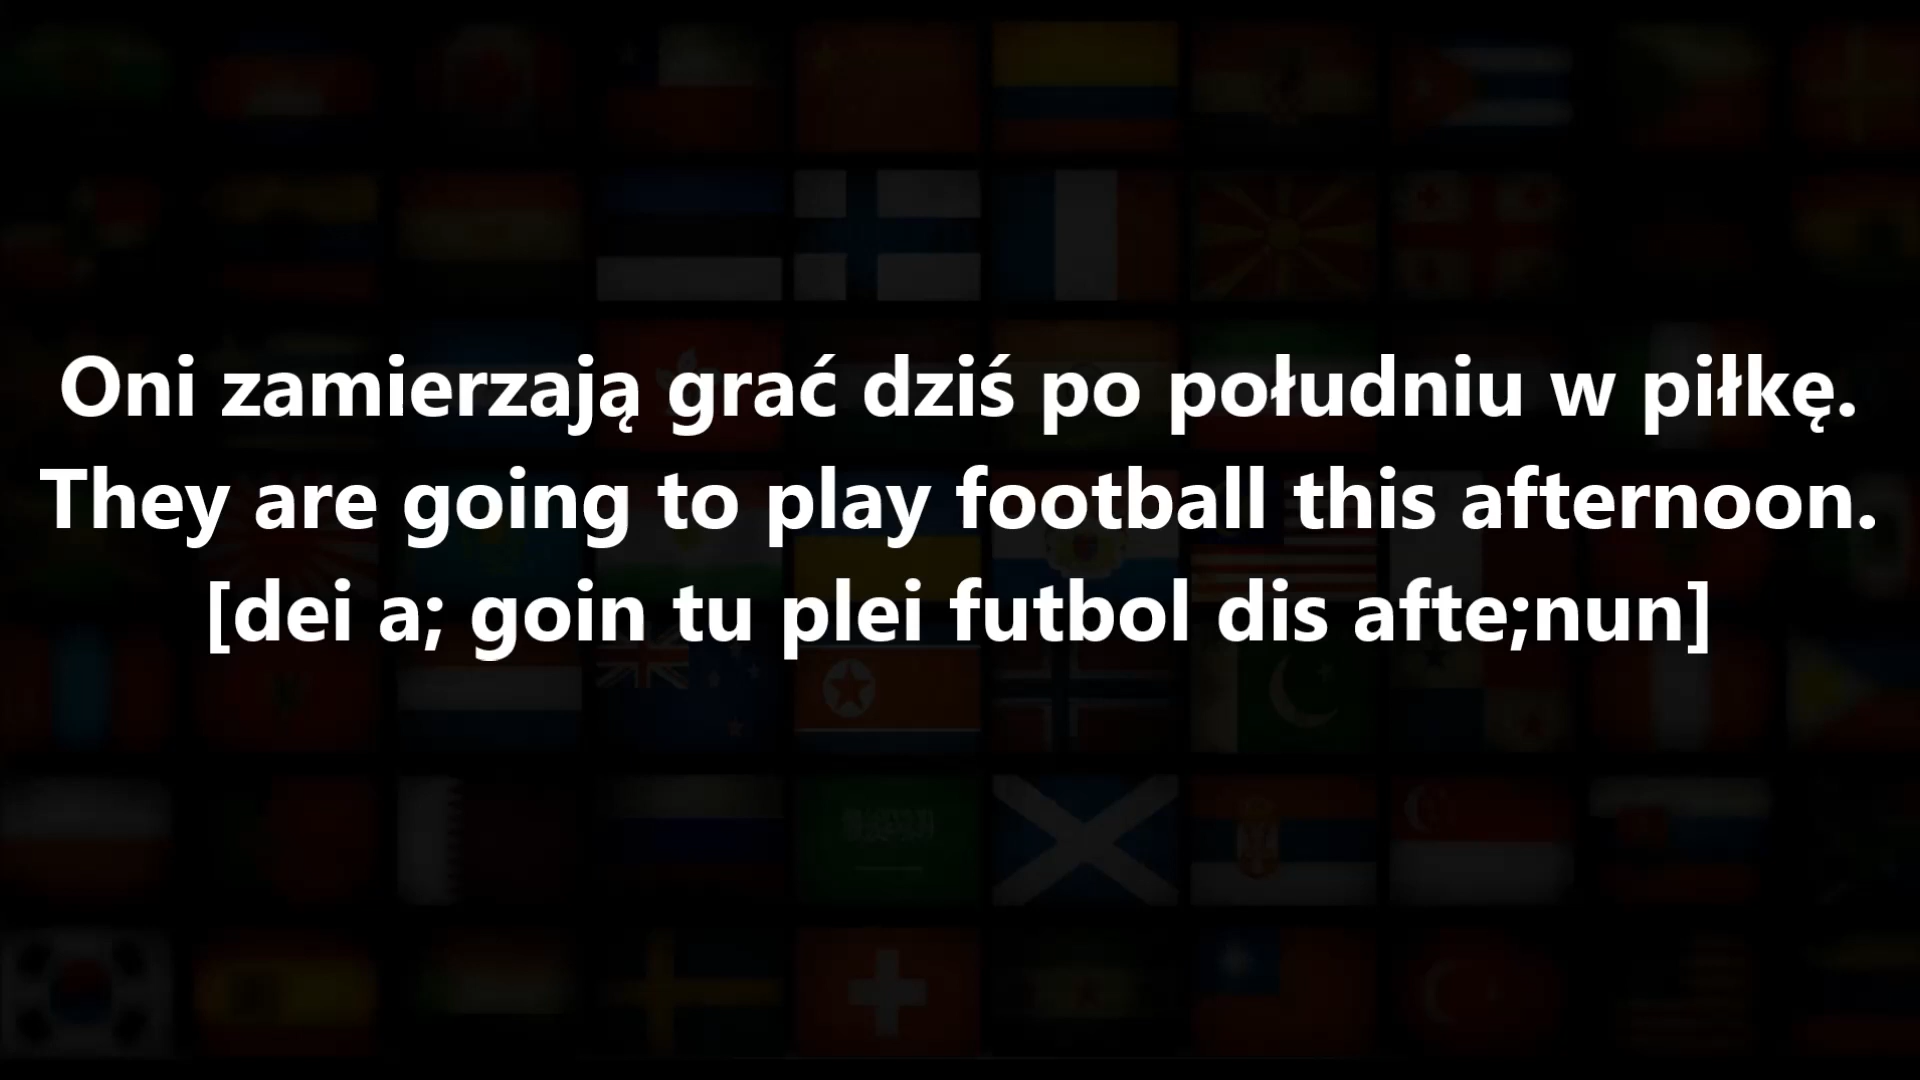 Oni zamierzają grać dziś po południu w piłkę.
They are going to play football this afternoon.
[dei a; goin tu plei futbol dis afte;nun]